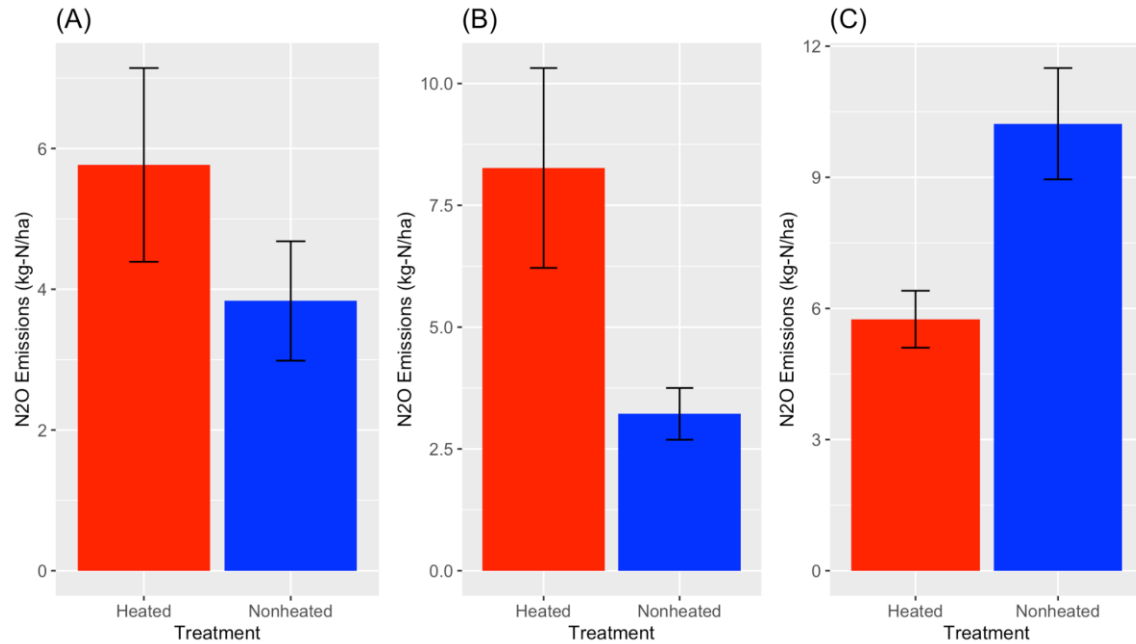 (A)
N2O Emissions (kg-N/ha)
6
4
2
0
Heated
Nonheated
Treatment
(B)
N2O Emissions (kg-N/ha)
10.0
7.5
5.0
2.5
0.0
Heated
Nonheated
Treatment
(C)
N2O Emissions (kg-N/ha)
12
9
6
3
0
Heated
Nonheated
Treatment